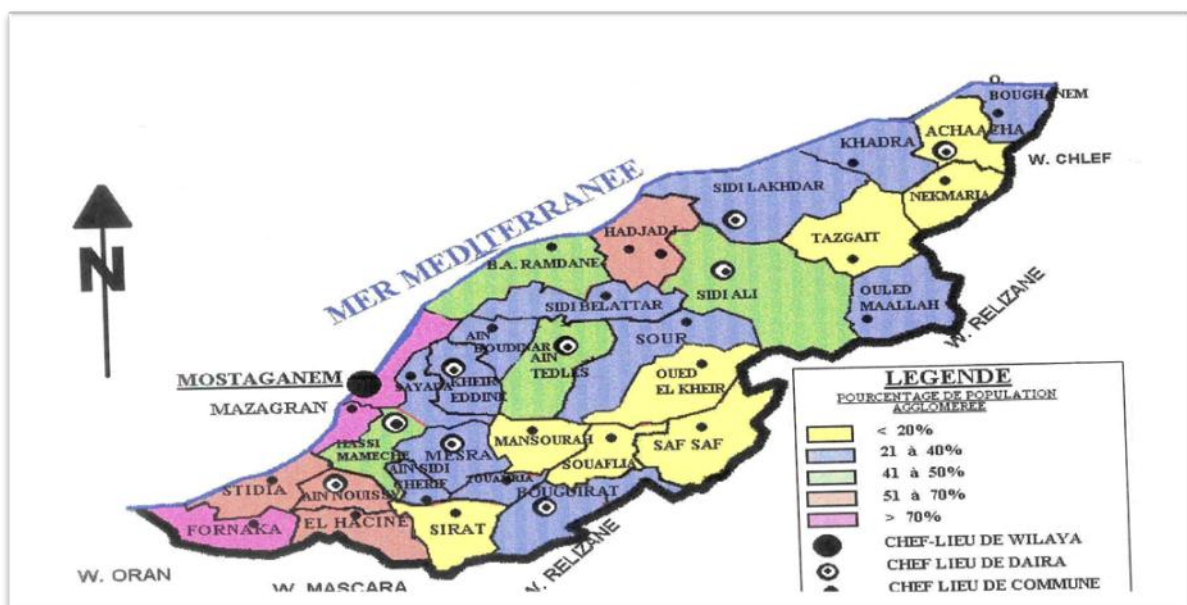 O.
BOUGHANEM
ACHAAZHA
KHADRA
W. CHLEF
NEKMARIA
SIDI LAKHDAR
TAZGAIT
HADJADJ
MER MEDITERRANEE
B.A. RAMDANE
SIDI ALI
OULED
MAALLAH
SIDI BELATTAR
W. RELIZANE
N
AIN
BOUDINAR
SOUR
AIN
TEDLES
OUED
EL KHEIR
KHEIR
EDDINE
SAYADA
MOSTAGANEM
MAZAGRAN
HASSI
MAMECHE
MESRA
MANSOURAH
SOUAFLIA
SAF SAF
AIN SIDI
CHERIF
TOUAHRIA
BOUGUIRAT
STIDIA
AIN NOUISSY
FORNAKA
EL HACINE
SIRAT
W. ORAN
W. MASCARA
W. RELIZANE
LEGENDE
POURCENTAGE DE POPULATION
AGGLOMEREE
< 20%
21 à 40%
41 à 50%
51 à 70%
> 70%
CHEF-LIEU DE WILAYA
CHEF LIEU DE DAIRA
CHEF LIEU DE COMMUNE